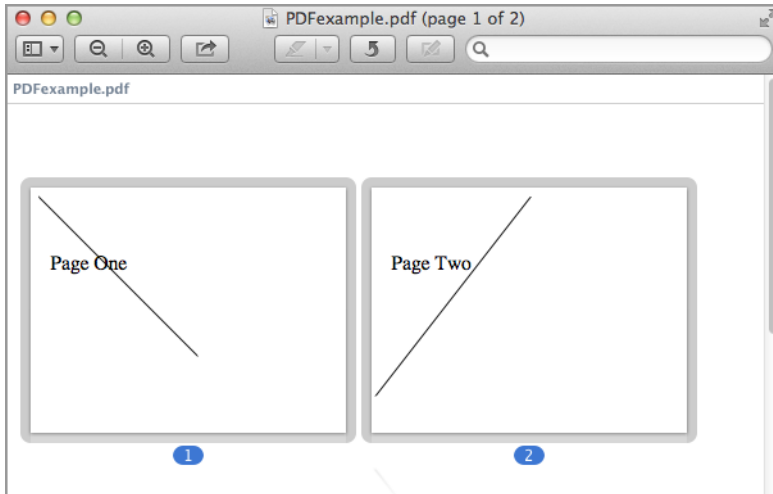 PDFexample.pdf (page 1 of 2)
PDFexample.pdf
Page One
Page Two
1
2